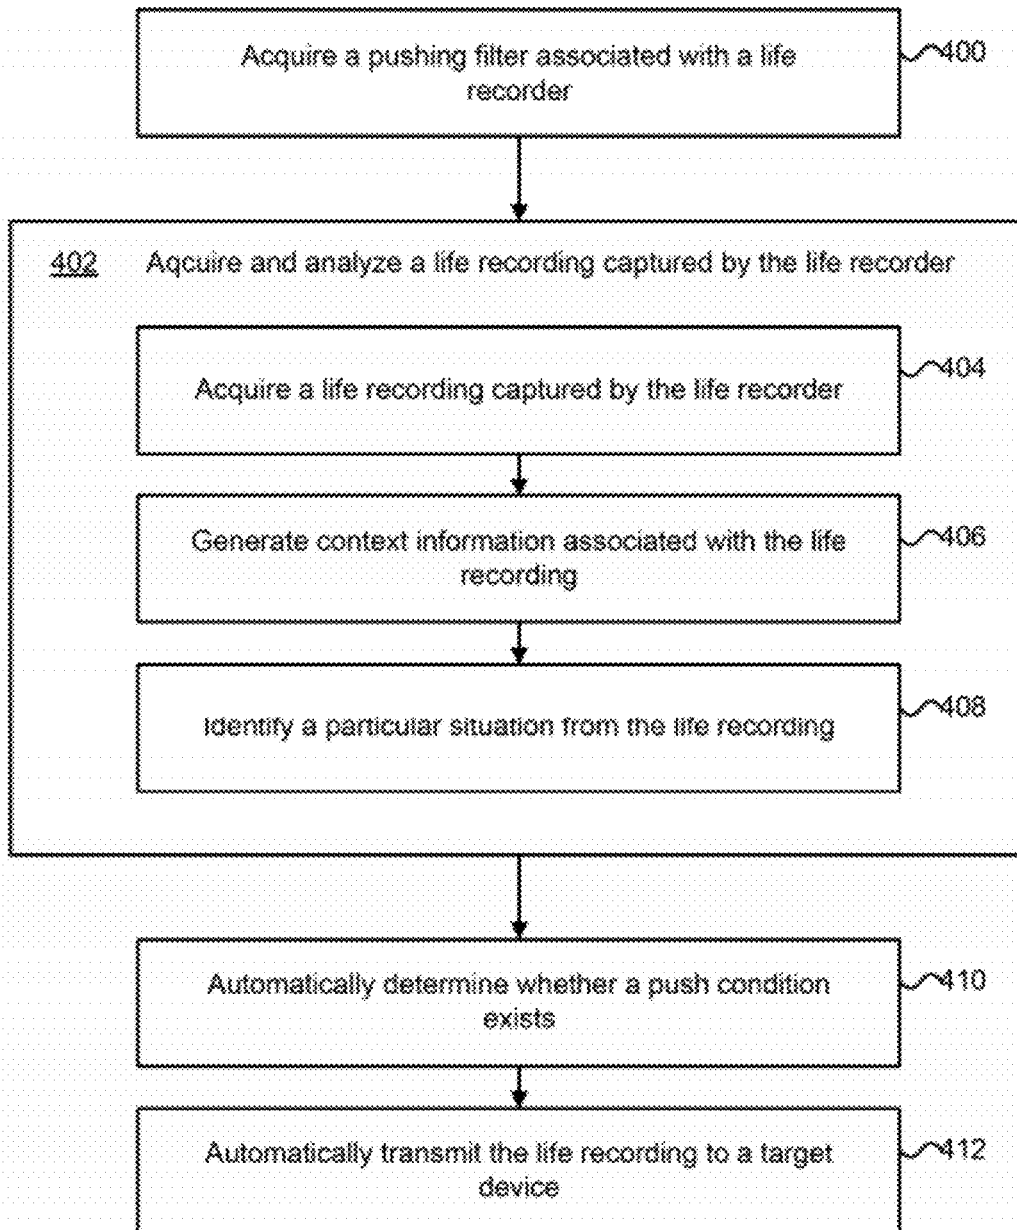 Acquire a pushing filter associated with a life
recorder
400
402 Aqcuire and analyze a life recording captured by the life recorder
Acquire a life recording captured by the life recorder
404
Generate context information associated with the life
recording
406
Identify a particular situation from the life recording
408
Automatically determine whether a push condition
exists
410
Automatically transmit the life recording to a target
device
412